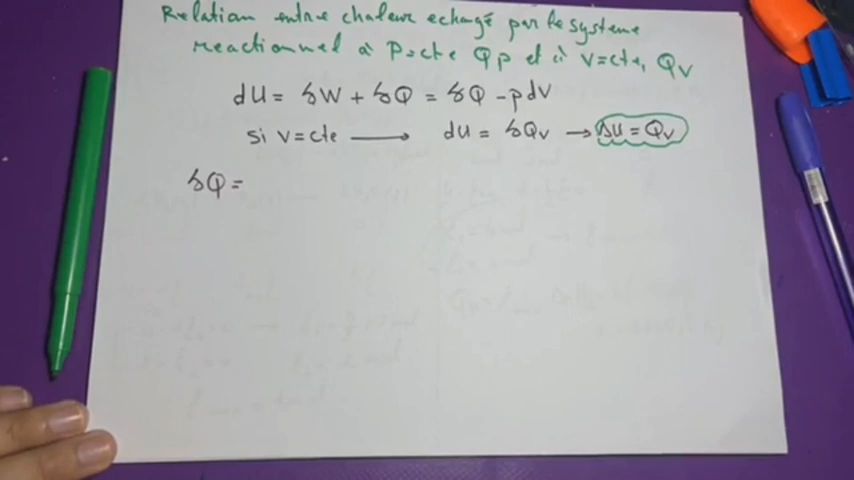 Relation entre chaleur echangé par le système
reactionnel à P=cte Qp et à V=cte, Qv
dU = δW + δQ = δQ - pdV
si V=cte → dU = δQv → ΔU = Qv
δQ =